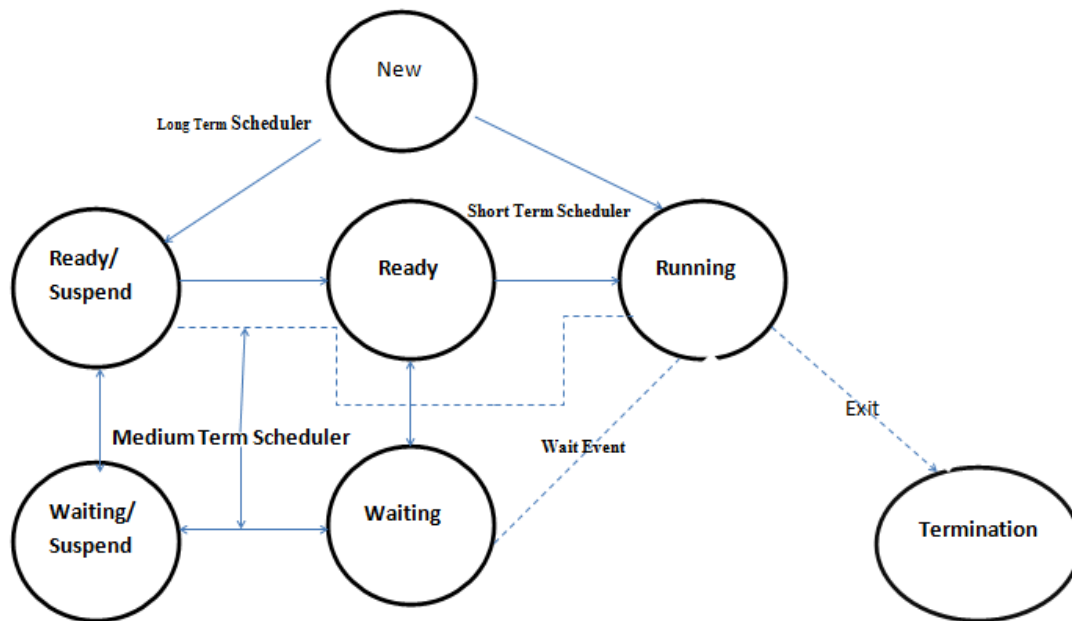 New
Long Term Scheduler
Short Term Scheduler
Ready/
Suspend
Ready
Running
Exit
Medium Term Scheduler
Wait Event
Waiting/
Suspend
Waiting
Termination